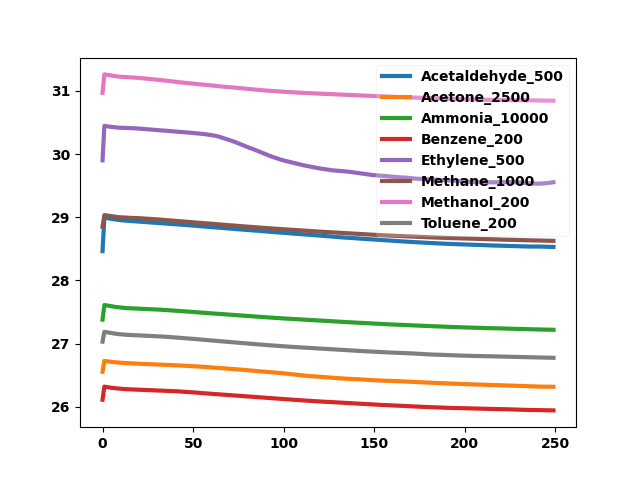 31
30
29
28
27
26
0
50
100
150
200
250
Acetaldehyde_500
Acetone_2500
Ammonia_10000
Benzene_200
Ethylene_500
Methane_1000
Methanol_200
Toluene_200